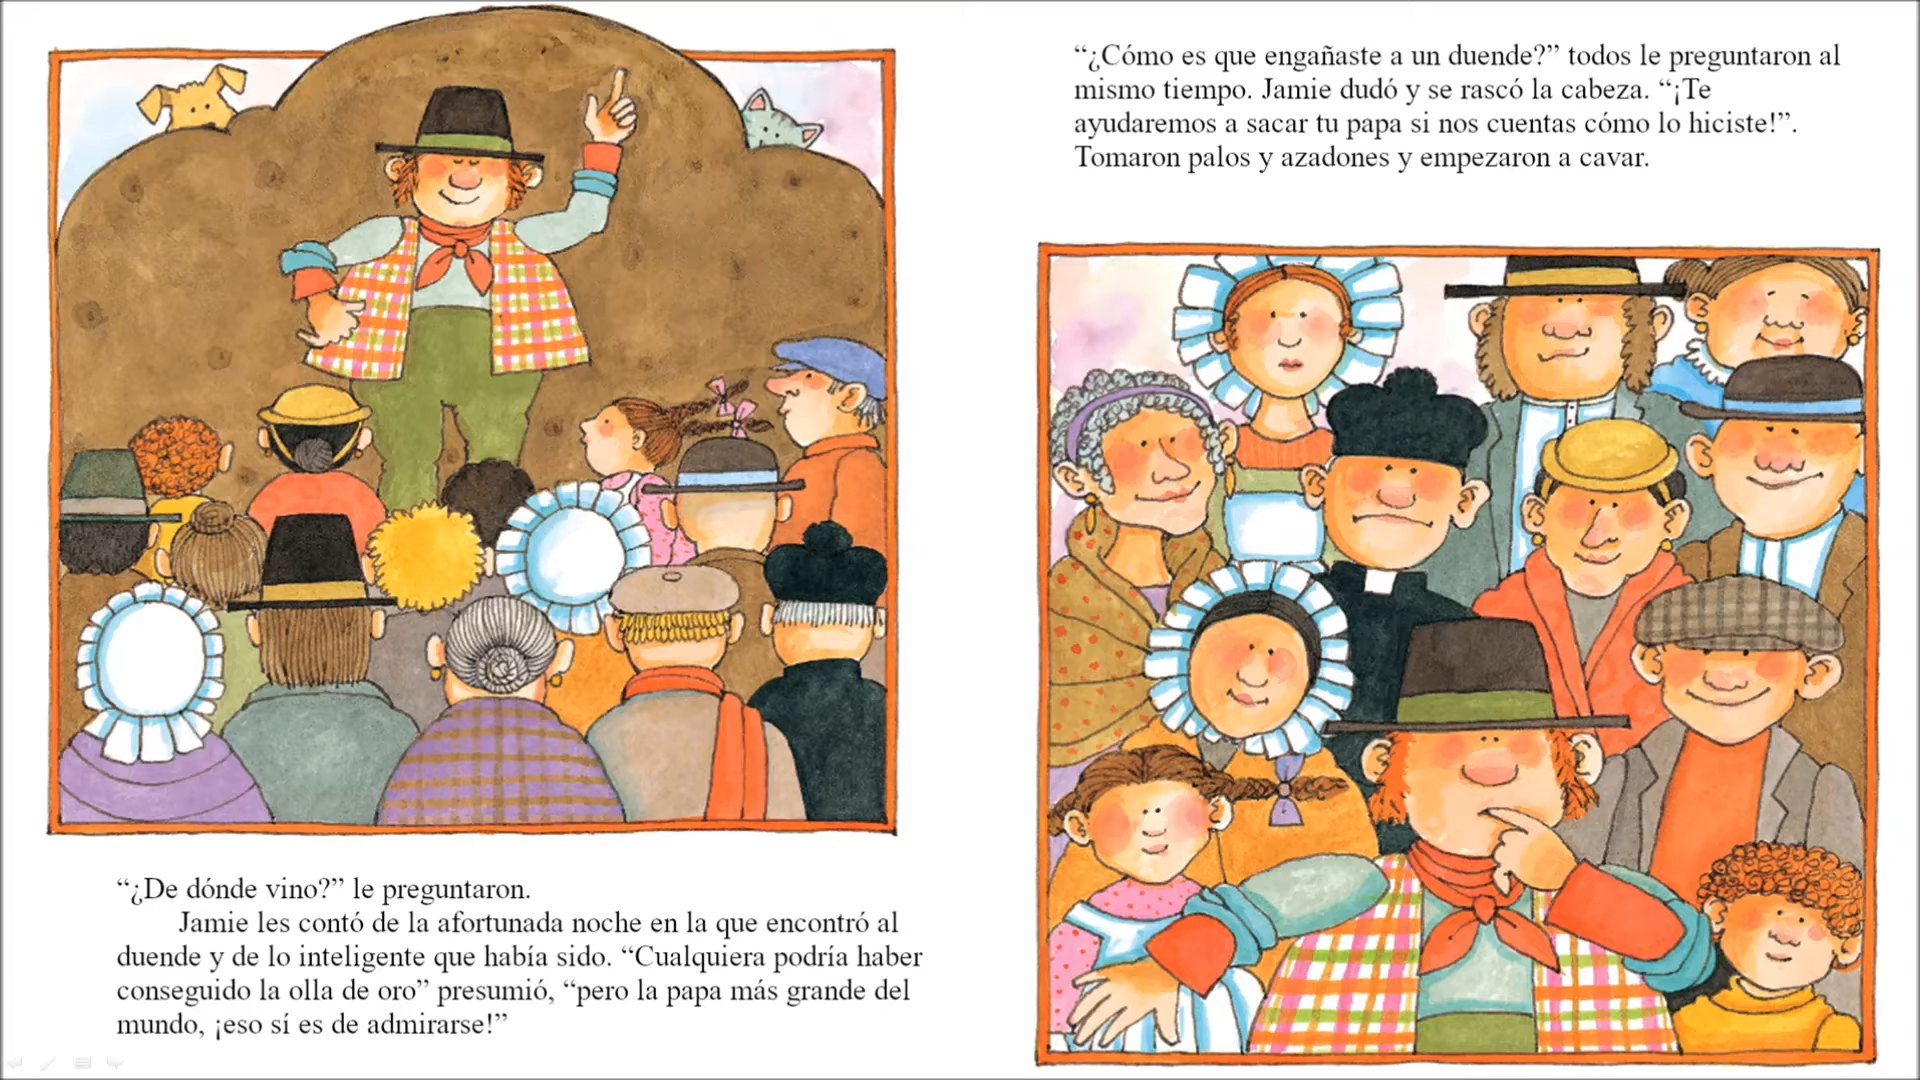 “¿De dónde vino?” le preguntaron.
Jamie les contó de la afortunada noche en la que encontró al
duende y de lo inteligente que había sido. “Cualquiera podría haber
conseguido la olla de oro” presumió, “pero la papa más grande del
mundo, ¡eso sí es de admirarse!”
“¿Cómo es que engañaste a un duende?” todos le preguntaron al
mismo tiempo. Jamie dudó y se rascó la cabeza. “¡Te
ayudaremos a sacar tu papa si nos cuentas cómo lo hiciste!”.
Tomaron palos y azadones y empezaron a cavar.